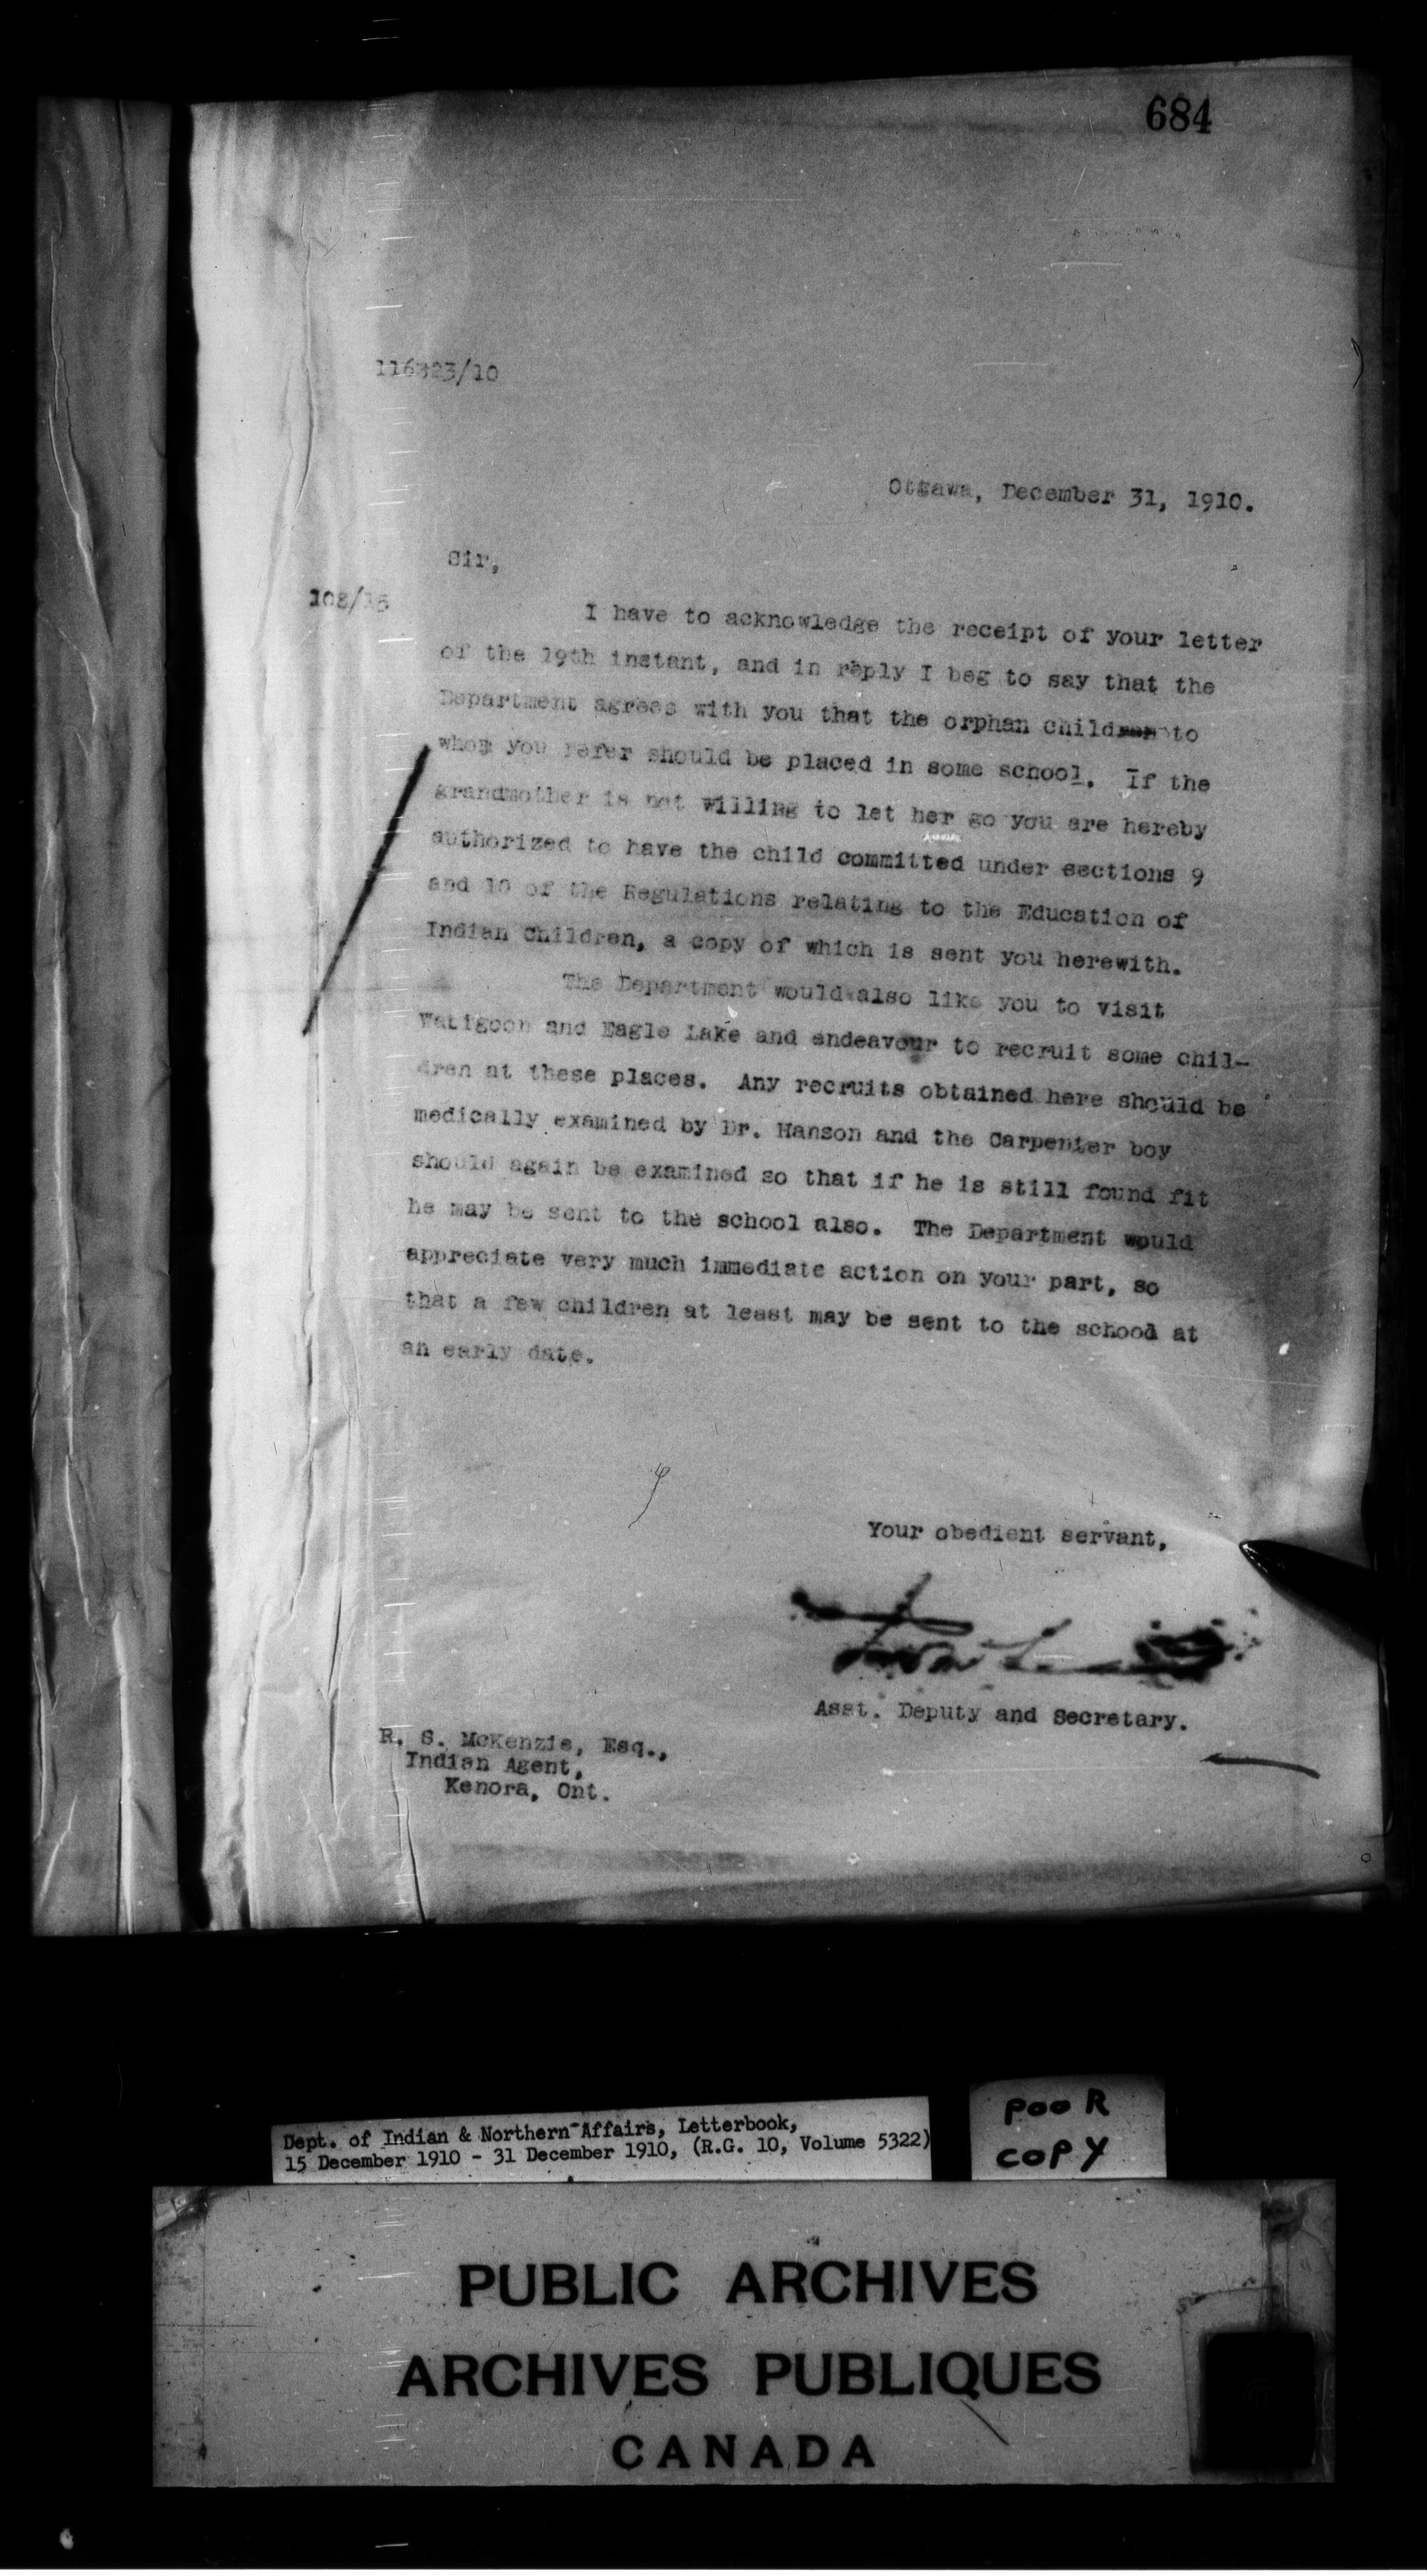 684
116323/10
Ottawa, December 31, 1910.
Sir,
108/15
I have to acknowledge the receipt of your letter
of the 19th instant, and in reply I beg to say that the
Department agrees with you that the orphan child to
whom you refer should be placed in some school. If the
grandmother is not willing to let her go you are hereby
authorized to have the child committed under sections 9
and 10 of the Regulations relating to the Education of
Indian Children, a copy of which is sent you herewith.
The Department would also like you to visit
Wabigoon and Eagle Lake and endeavour to recruit some chil-
dren at these places. Any recruits obtained here should be
medically examined by Dr. Hanson and the Carpenter boy
should again be examined so that if he is still found fit
he may be sent to the school also. The Department would
appreciate very much immediate action on your part, so
that a few children at least may be sent to the school at
an early date.
Your obedient servant,
Asst. Deputy and Secretary.
R. S. McKenzie, Esq.,
Indian Agent,
Kenora, Ont.
Dept. of Indian & Northern Affairs, Letterbook,
15 December 1910 - 31 December 1910, (R.G. 10, Volume 5322)
POOR
COPY
PUBLIC ARCHIVES
ARCHIVES PUBLIQUES
CANADA